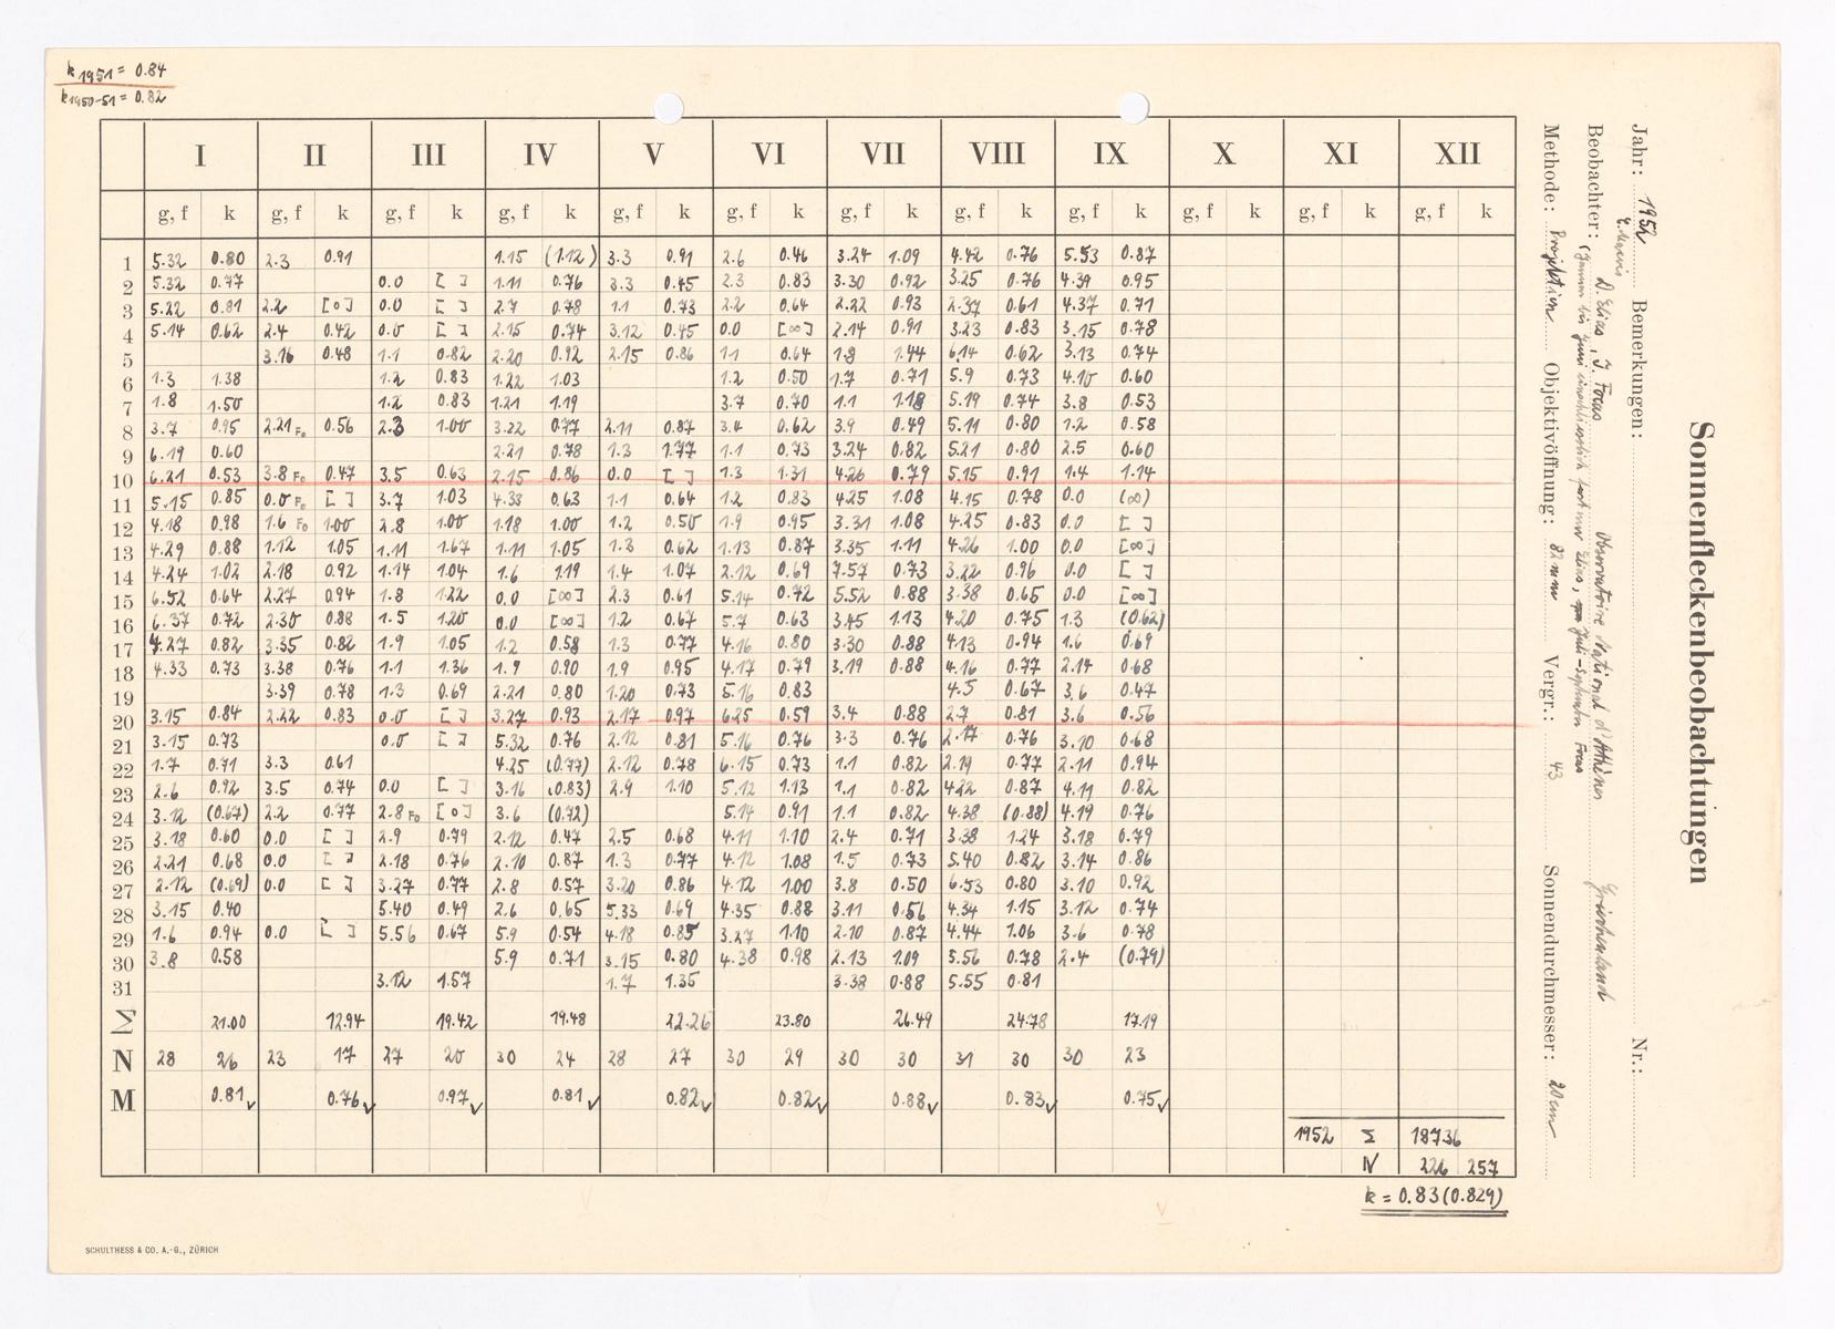 k 1951 = 0.84
k 1950-51 = 0.82
I II III IV V VI VII VIII IX X XI XII
g, f k g, f k g, f k g, f k g, f k g, f k g, f k g, f k g, f k g, f k g, f k g, f k
1 5.32 0.80 2.3 0.91 1.15 (1.12) 3.3 0.91 2.6 0.46 3.24 1.09 4.42 0.76 5.53 0.87
2 5.32 0.77 0.0 [ ] 1.11 0.76 3.3 0.45 2.3 0.83 3.30 0.92 3.25 0.76 4.39 0.95
3 5.22 0.81 2.2 [0] 0.0 [ ] 2.7 0.78 1.1 0.73 2.2 0.64 2.22 0.93 2.37 0.61 4.37 0.71
4 5.14 0.62 2.4 0.42 0.0 [ ] 2.15 0.74 3.12 0.45 0.0 [∞] 2.14 0.91 3.23 0.83 3.15 0.78
5 3.16 0.48 1.1 0.82 2.20 0.92 2.15 0.86 1.1 0.64 1.9 1.44 6.14 0.62 3.13 0.74
6 1.3 1.38 1.2 0.83 1.22 1.03 1.2 0.50 1.7 0.71 5.9 0.73 4.10 0.60
7 1.8 1.50 1.2 0.83 1.21 1.19 3.7 0.70 1.1 1.18 5.19 0.74 3.8 0.53
8 3.7 0.95 2.21 Fo 0.56 2.3 1.00 3.22 0.77 2.11 0.87 3.4 0.62 3.9 0.49 5.11 0.80 1.2 0.58
9 6.19 0.60 2.21 0.78 1.3 1.77 1.1 0.73 3.24 0.82 5.21 0.80 2.5 0.60
10 6.21 0.53 3.8 Fo 0.47 3.5 0.63 2.15 0.86 0.0 [ ] 1.3 1.31 4.26 0.79 5.15 0.91 1.4 1.14
11 5.15 0.85 0.0 Fo [ ] 3.7 1.03 4.33 0.63 1.1 0.64 1.2 0.83 4.25 1.08 4.15 0.78 0.0 (∞)
12 4.18 0.98 1.6 Fo 1.00 2.8 1.00 1.18 1.00 1.2 0.50 1.9 0.95 3.31 1.08 4.25 0.83 0.0 [ ]
13 4.29 0.88 1.12 1.05 1.11 1.67 1.11 1.05 1.3 0.62 1.13 0.87 3.35 1.11 4.26 1.00 0.0 [∞]
14 4.24 1.02 2.18 0.92 1.14 1.04 1.6 1.19 1.4 1.07 2.12 0.69 7.57 0.73 3.22 0.96 0.0 [ ]
15 6.52 0.64 2.27 0.94 1.8 1.22 0.0 [∞] 2.3 0.61 5.14 0.72 5.52 0.88 3.38 0.65 0.0 [∞]
16 6.37 0.72 2.30 0.88 1.5 1.20 0.0 [∞] 1.2 0.67 5.7 0.63 3.45 1.13 4.20 0.75 1.3 (0.62)
17 4.27 0.82 3.35 0.82 1.9 1.05 1.2 0.58 1.3 0.77 4.16 0.80 3.30 0.88 4.13 0.94 1.6 0.69
18 4.33 0.73 3.38 0.76 1.1 1.36 1.9 0.90 1.9 0.95 4.17 0.79 3.19 0.88 4.16 0.77 2.14 0.68
19 3.39 0.78 1.3 0.69 2.21 0.80 1.20 0.73 5.16 0.83 4.5 0.67 3.6 0.47
20 3.15 0.84 2.22 0.83 0.0 [ ] 3.27 0.93 2.17 0.97 6.25 0.59 3.4 0.88 2.7 0.81 3.6 0.56
21 3.15 0.73 0.0 [ ] 5.32 0.76 2.12 0.81 5.16 0.76 3.3 0.76 2.17 0.76 3.10 0.68
22 1.7 0.71 3.3 0.61 4.25 (0.77) 2.12 0.78 6.15 0.73 1.1 0.82 2.19 0.77 2.11 0.94
23 2.6 0.92 3.5 0.74 0.0 [ ] 3.16 (0.83) 2.9 1.10 5.12 1.13 1.1 0.82 4.22 0.87 4.11 0.82
24 3.12 (0.67) 2.2 0.77 2.8 Fo [0] 3.6 (0.72) 5.14 0.91 1.1 0.82 4.38 (0.88) 4.19 0.76
25 3.18 0.60 0.0 [ ] 2.9 0.79 2.12 0.47 2.5 0.68 4.11 1.10 2.4 0.71 3.38 1.24 3.18 0.79
26 2.21 0.68 0.0 [ ] 2.18 0.76 2.10 0.87 1.3 0.77 4.12 1.08 1.5 0.73 5.40 0.82 3.14 0.86
27 2.12 (0.69) 0.0 [ ] 3.27 0.77 2.8 0.57 3.20 0.86 4.12 1.00 3.8 0.50 6.53 0.80 3.10 0.92
28 3.15 0.40 5.40 0.49 2.6 0.65 5.33 0.69 4.35 0.88 3.11 0.56 4.34 1.15 3.12 0.74
29 1.6 0.94 0.0 [ ] 5.56 0.67 5.9 0.54 4.18 0.85 3.27 1.10 2.10 0.87 4.44 1.06 3.6 0.78
30 3.8 0.58 5.9 0.71 3.15 0.80 4.38 0.98 2.13 1.09 5.56 0.78 2.4 (0.79)
31 3.12 1.57 1.7 1.35 3.38 0.88 5.55 0.81
Σ 21.00 12.94 19.42 19.48 22.26 23.80 26.49 24.78 17.19
N 28 26 23 17 27 20 30 24 28 27 30 29 30 30 31 30 30 23
M 0.81 0.76 0.97 0.81 0.82 0.82 0.88 0.83 0.75
1952 Σ 187.36
N 226 257
k = 0.83 (0.829)
SCHULTHESS & CO. A.-G., ZÜRICH
Sonnenfleckenbeobachtungen
Jahr: 1952 Bemerkungen: Nr.:
Beobachter: D. Elias, J. Focas Observatoire National d'Athènes Griechenland
Methode: Projektion Objektivöffnung: 82 mm Vergr.: 43 Sonnendurchmesser: 20 cm